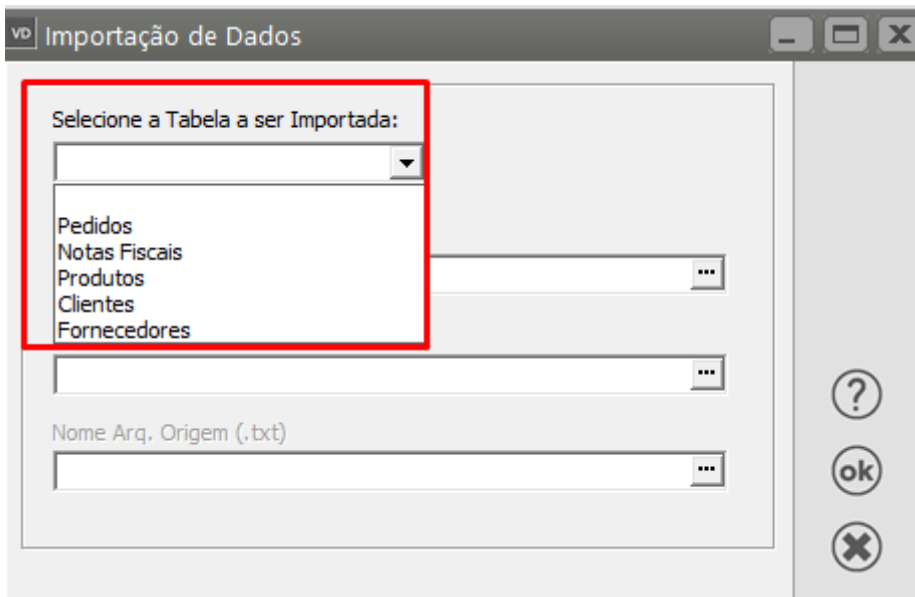 VD Importação de Dados
Selecione a Tabela a ser Importada:
Pedidos
Notas Fiscais
Produtos
Clientes
Fornecedores
Nome Arq. Origem (.txt)
?
ok